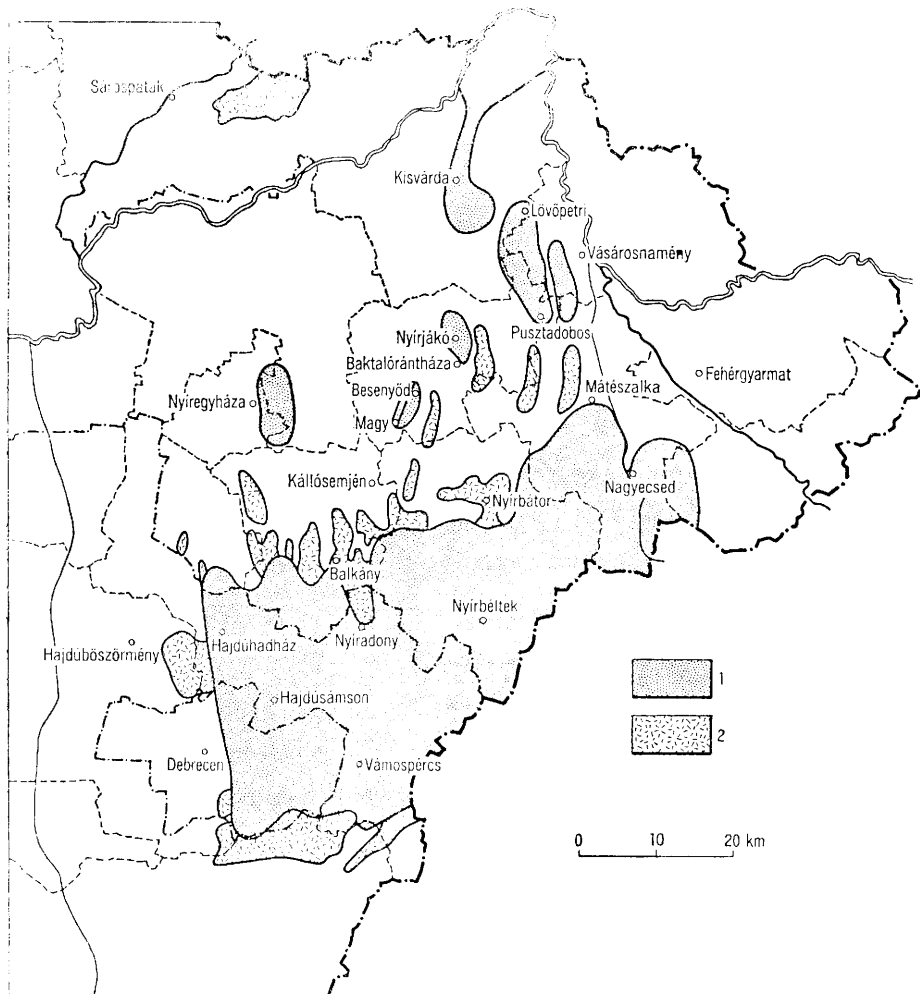 Sárospatak
Kisvárda
Lövőpetri
Vásárosnamény
Nyírjákó
Pusztadobos
Baktalórántháza
Fehérgyarmat
Besenyőd
Mátészalka
Nyíregyháza
Magy
Kállósemjén
Nagyecsed
Nyírbátor
Balkány
Nyírbéltek
Hajdúhadház
Nyíradony
Hajdúböszörmény
1
Hajdúsámson
2
Debrecen
Vámospércs
0 10 20 km